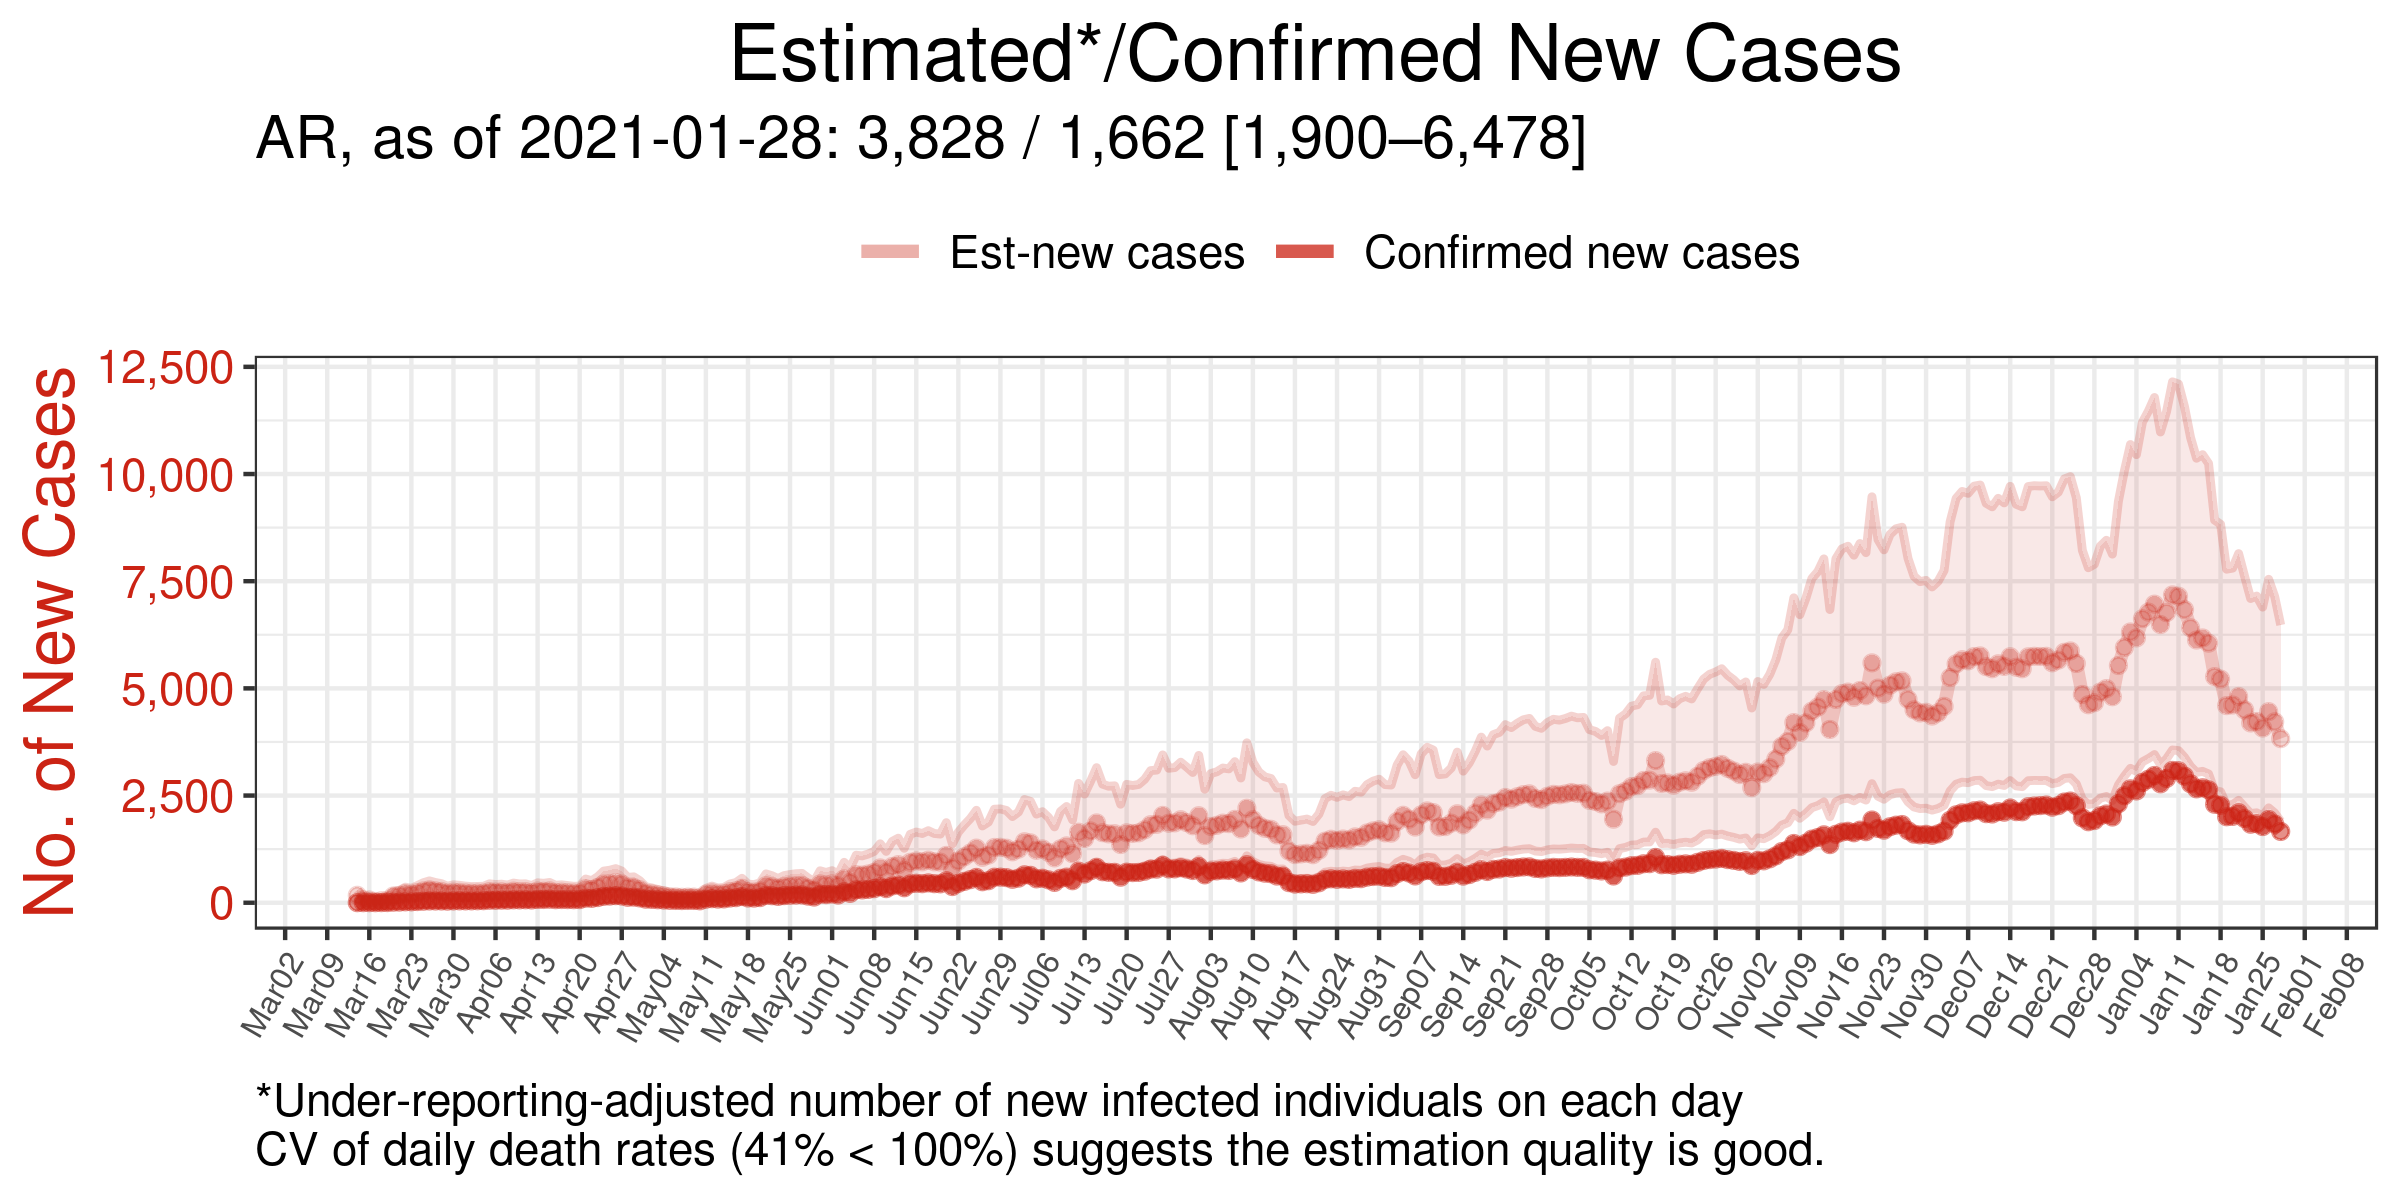 Estimated*/Confirmed New Cases
AR, as of 2021-01-28: 3,828 / 1,662 [1,900–6,478]
Est-new cases Confirmed new cases
No. of New Cases
12,500
10,000
7,500
5,000
2,500
0
Mar02 Mar09 Mar16 Mar23 Mar30 Apr06 Apr13 Apr20 Apr27 May04 May11 May18 May25 Jun01 Jun08 Jun15 Jun22 Jun29 Jul06 Jul13 Jul20 Jul27 Aug03 Aug10 Aug17 Aug24 Aug31 Sep07 Sep14 Sep21 Sep28 Oct05 Oct12 Oct19 Oct26 Nov02 Nov09 Nov16 Nov23 Nov30 Dec07 Dec14 Dec21 Dec28 Jan04 Jan11 Jan18 Jan25 Feb01 Feb08
*Under-reporting-adjusted number of new infected individuals on each day
CV of daily death rates (41% < 100%) suggests the estimation quality is good.